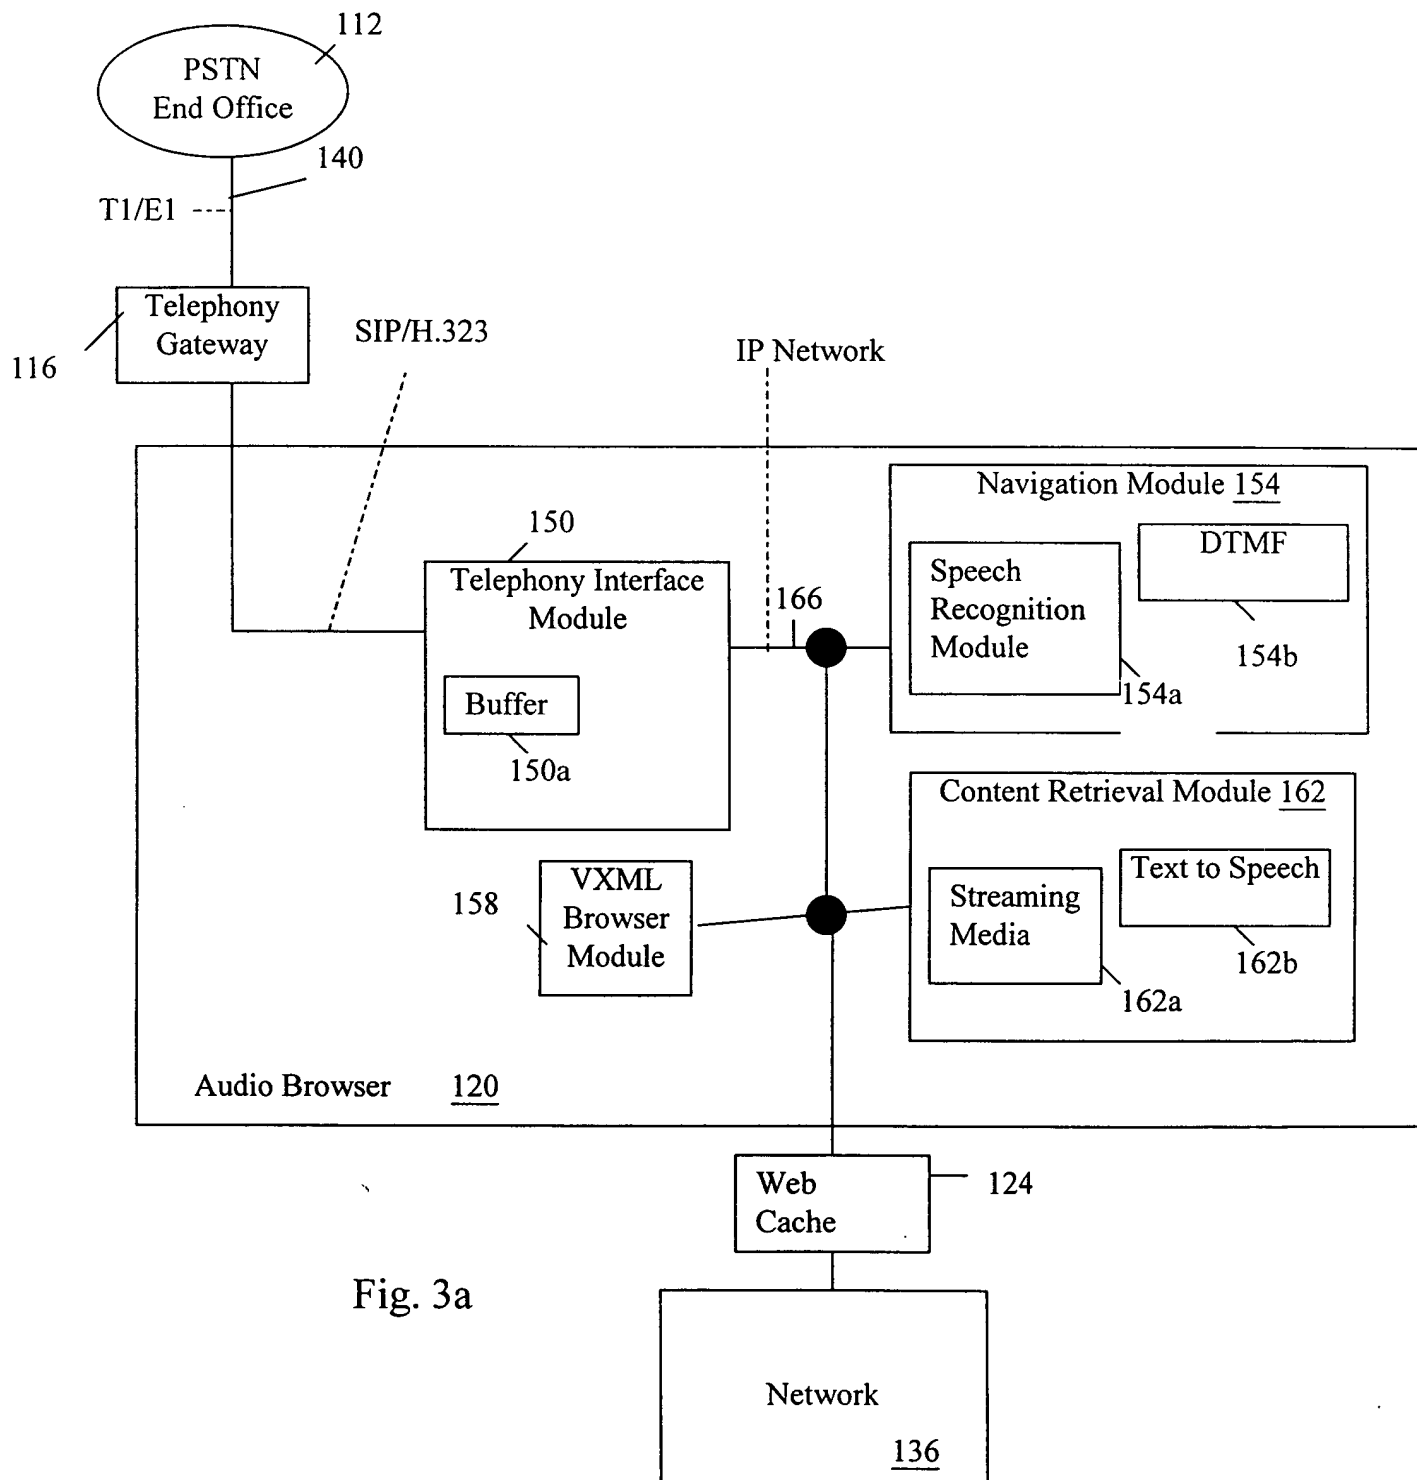 112
PSTN
End Office
140
T1/E1
Telephony
Gateway
116
SIP/H.323
IP Network
Navigation Module 154
DTMF
Speech
Recognition
Module
154b
154a
150
Telephony Interface
Module
166
Buffer
150a
Content Retrieval Module 162
Text to Speech
Streaming
Media
162b
162a
VXML
Browser
Module
158
Audio Browser 120
Web
Cache
124
Fig. 3a
Network
136